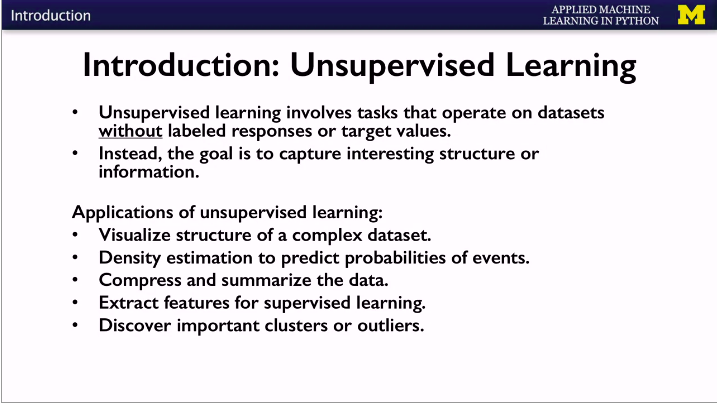 Introduction
APPLIED MACHINE
LEARNING IN PYTHON
M
Introduction: Unsupervised Learning
• Unsupervised learning involves tasks that operate on datasets
without labeled responses or target values.
• Instead, the goal is to capture interesting structure or
information.
Applications of unsupervised learning:
• Visualize structure of a complex dataset.
• Density estimation to predict probabilities of events.
• Compress and summarize the data.
• Extract features for supervised learning.
• Discover important clusters or outliers.